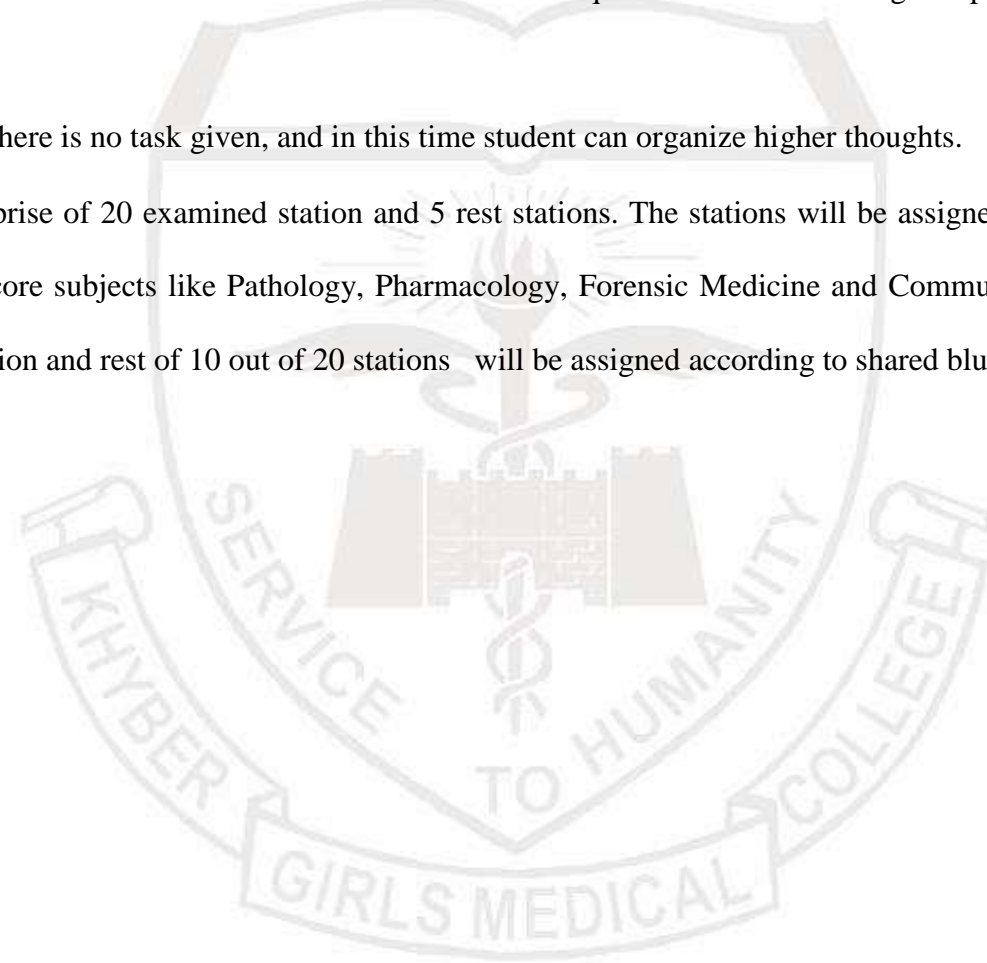 here is no task given, and in this time student can organize higher thoughts.
prise of 20 examined station and 5 rest stations. The stations will be assigne
core subjects like Pathology, Pharmacology, Forensic Medicine and Commu
ion and rest of 10 out of 20 stations will be assigned according to shared blu
SERVICE TO HUMANITY
KHYBER GIRLS MEDICAL COLLEGE